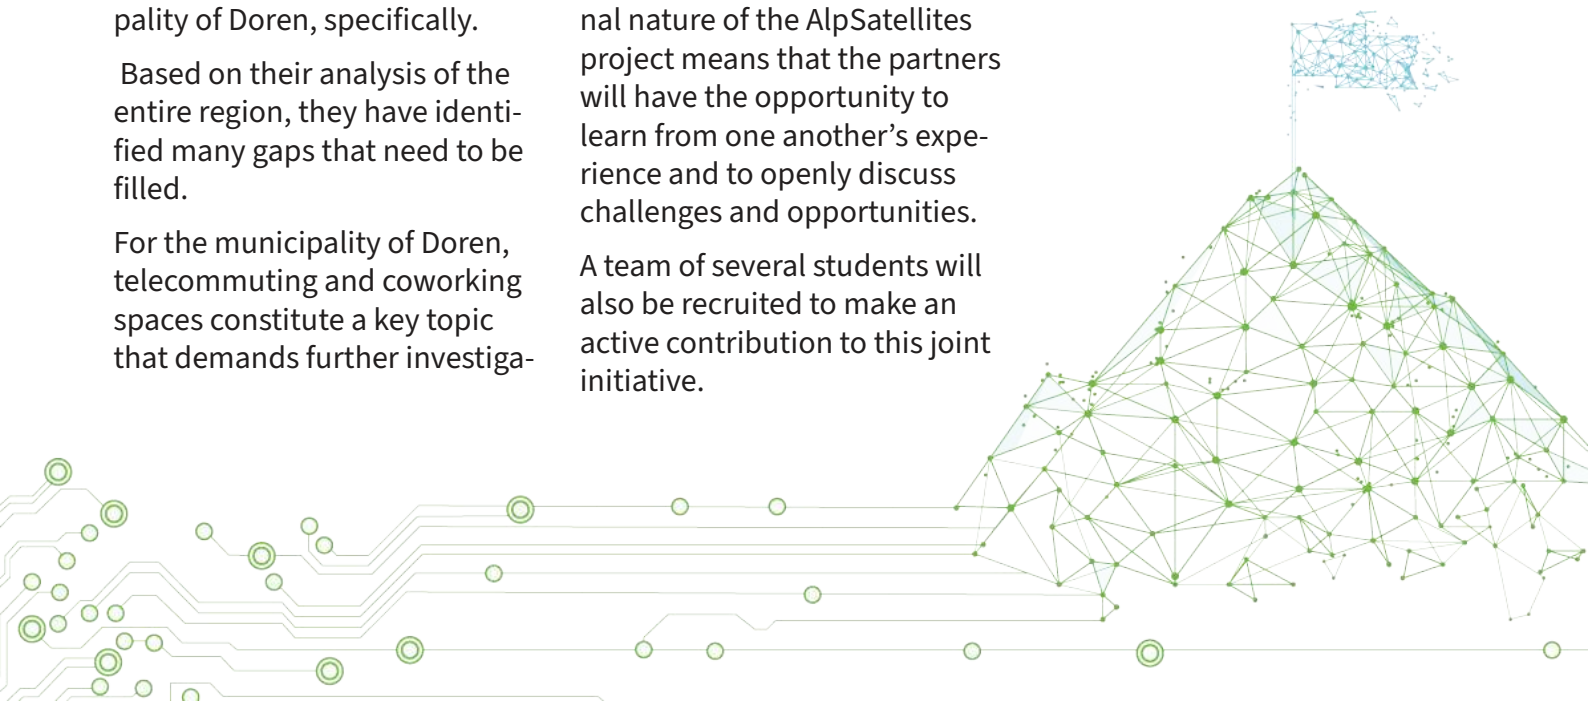 pality of Doren, specifically.
Based on their analysis of the
entire region, they have identi-
fied many gaps that need to be
filled.
For the municipality of Doren,
telecommuting and coworking
spaces constitute a key topic
that demands further investiga-
nal nature of the AlpSatellites
project means that the partners
will have the opportunity to
learn from one another’s expe-
rience and to openly discuss
challenges and opportunities.
A team of several students will
also be recruited to make an
active contribution to this joint
initiative.